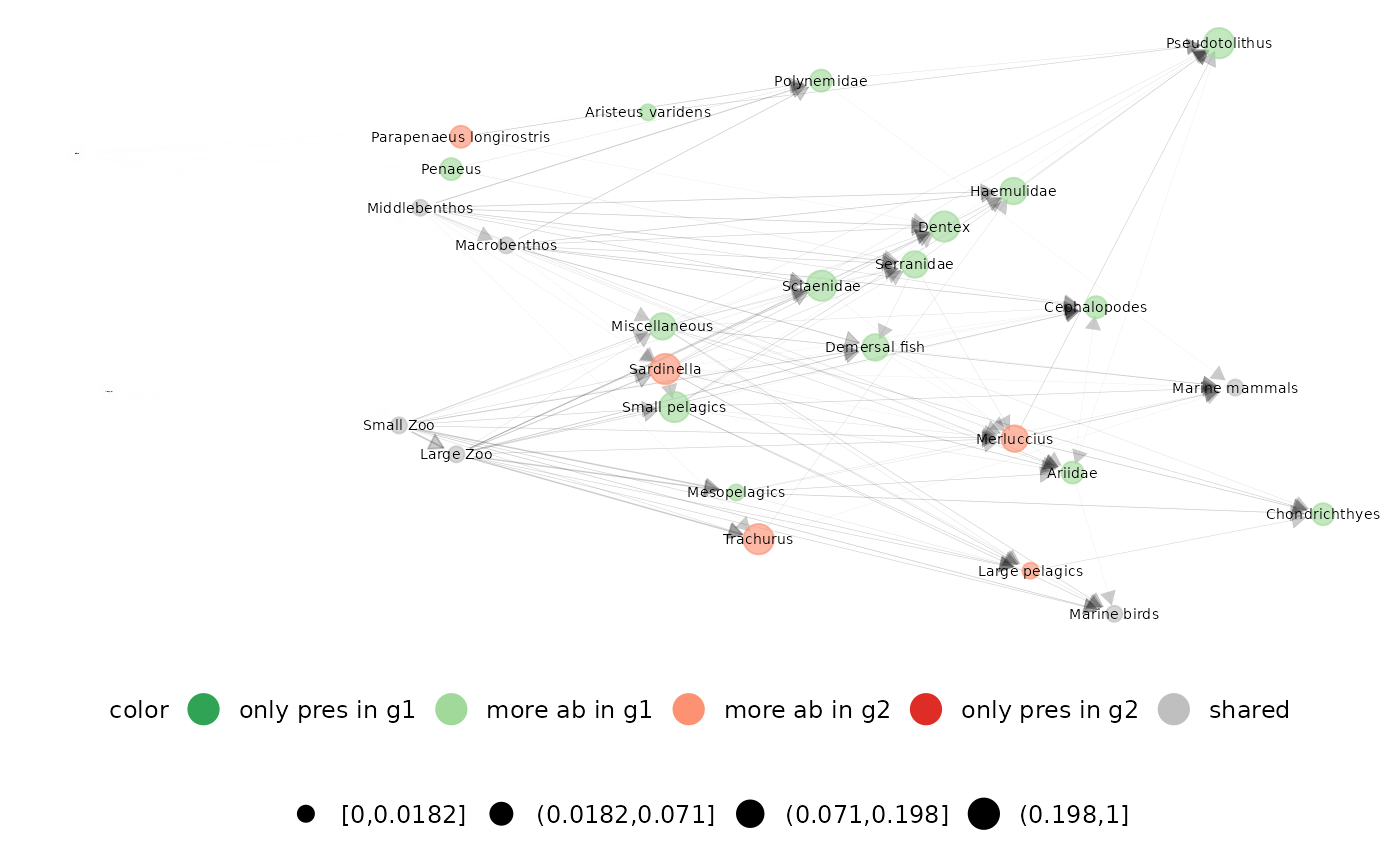 Pseudotolithus
Polynemidae
Aristeus varidens
Parapenaeus longirostris
Penaeus
Haemulidae
Middlebenthos
Dentex
Macrobenthos
Serranidae
Sciaenidae
Cephalopodes
Miscellaneous
Demersal fish
Sardinella
Marine mammals
Small pelagics
Small Zoo
Merluccius
Large Zoo
Ariidae
Mesopelagics
Chondrichthyes
Trachurus
Large pelagics
Marine birds
color only pres in g1 more ab in g1 more ab in g2 only pres in g2 shared
[0,0.0182] (0.0182,0.071] (0.071,0.198] (0.198,1]